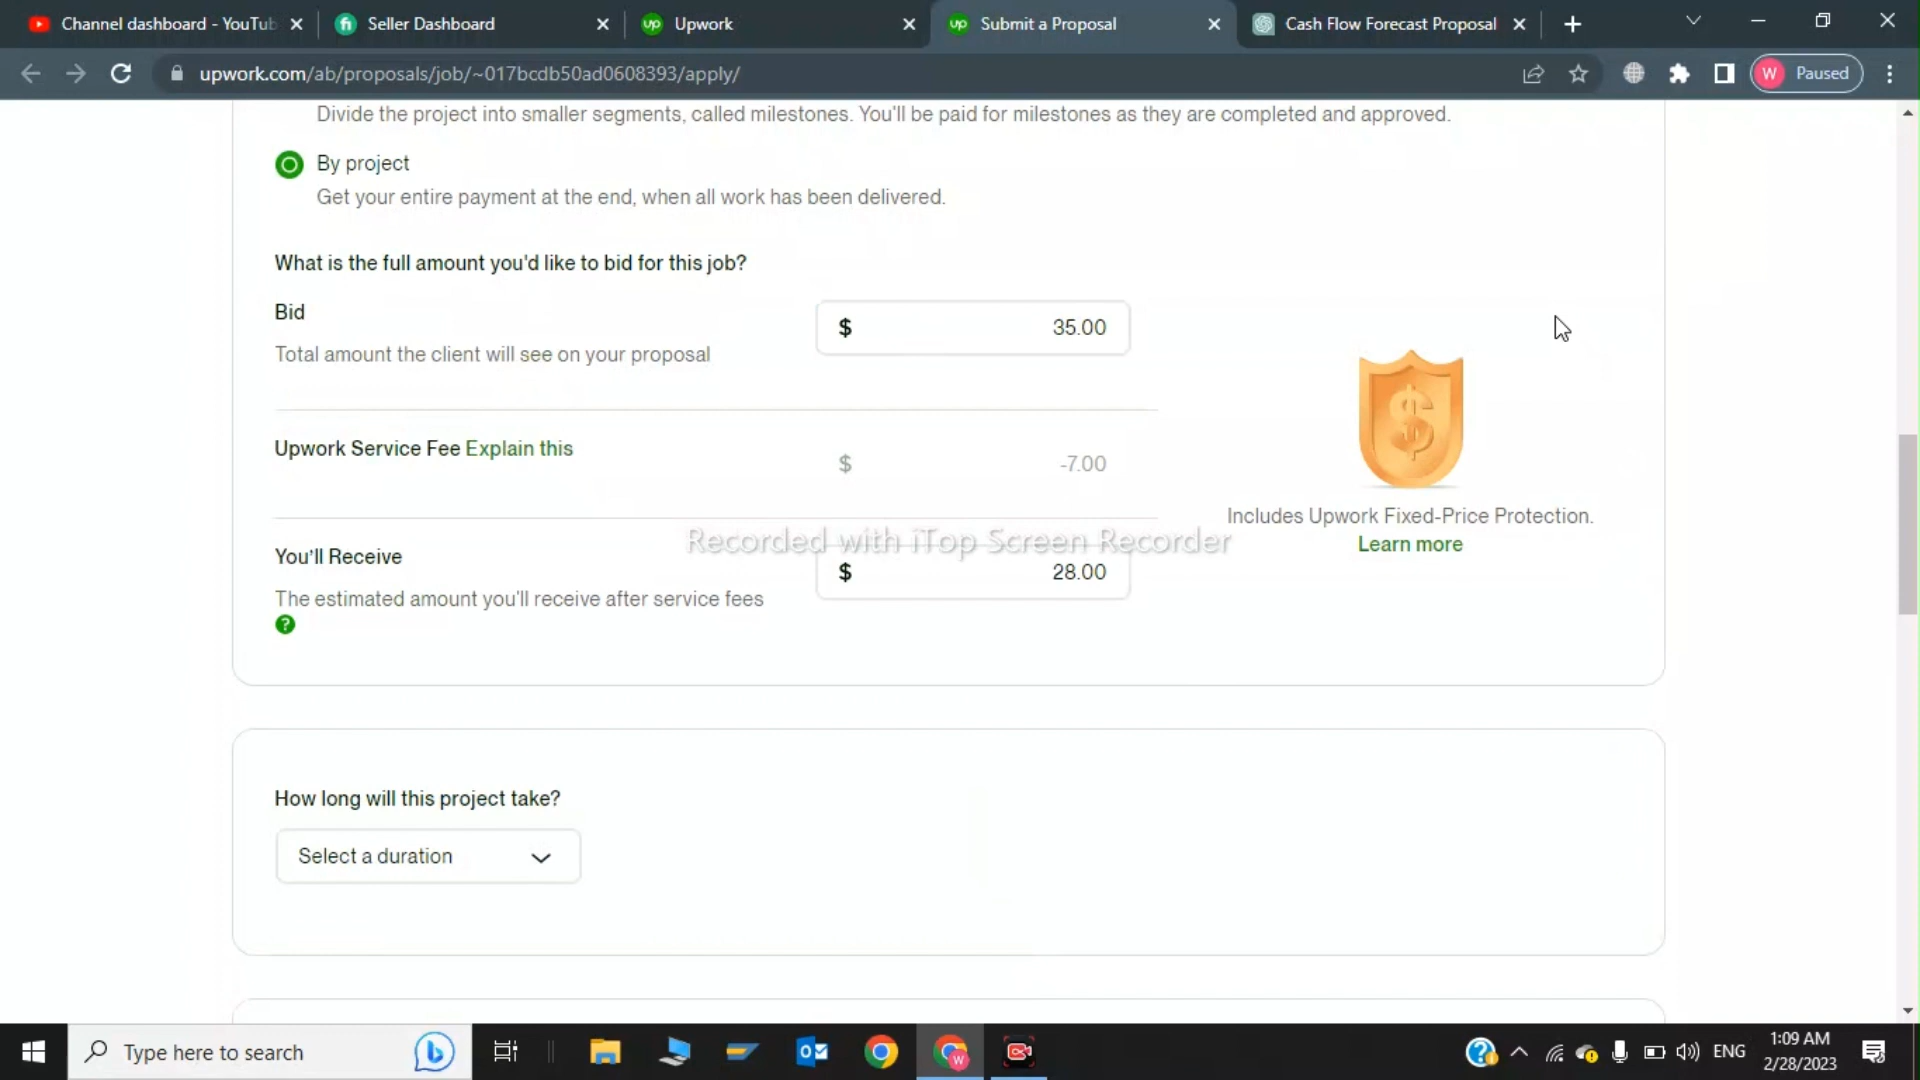 Channel dashboard - YouTub
Seller Dashboard
up Upwork
up Submit a Proposal
Cash Flow Forecast Proposal
upwork.com/ab/proposals/job/~017bcdb50ad0608393/apply/
W Paused
Divide the project into smaller segments, called milestones. You'll be paid for milestones as they are completed and approved.
By project
Get your entire payment at the end, when all work has been delivered.
What is the full amount you'd like to bid for this job?
Bid
$ 35.00
Total amount the client will see on your proposal
Upwork Service Fee Explain this
$ -7.00
Includes Upwork Fixed-Price Protection.
Learn more
Recorded with iTop Screen Recorder
You'll Receive
$ 28.00
The estimated amount you'll receive after service fees
?
How long will this project take?
Select a duration
Type here to search
ENG
1:09 AM
2/28/2023